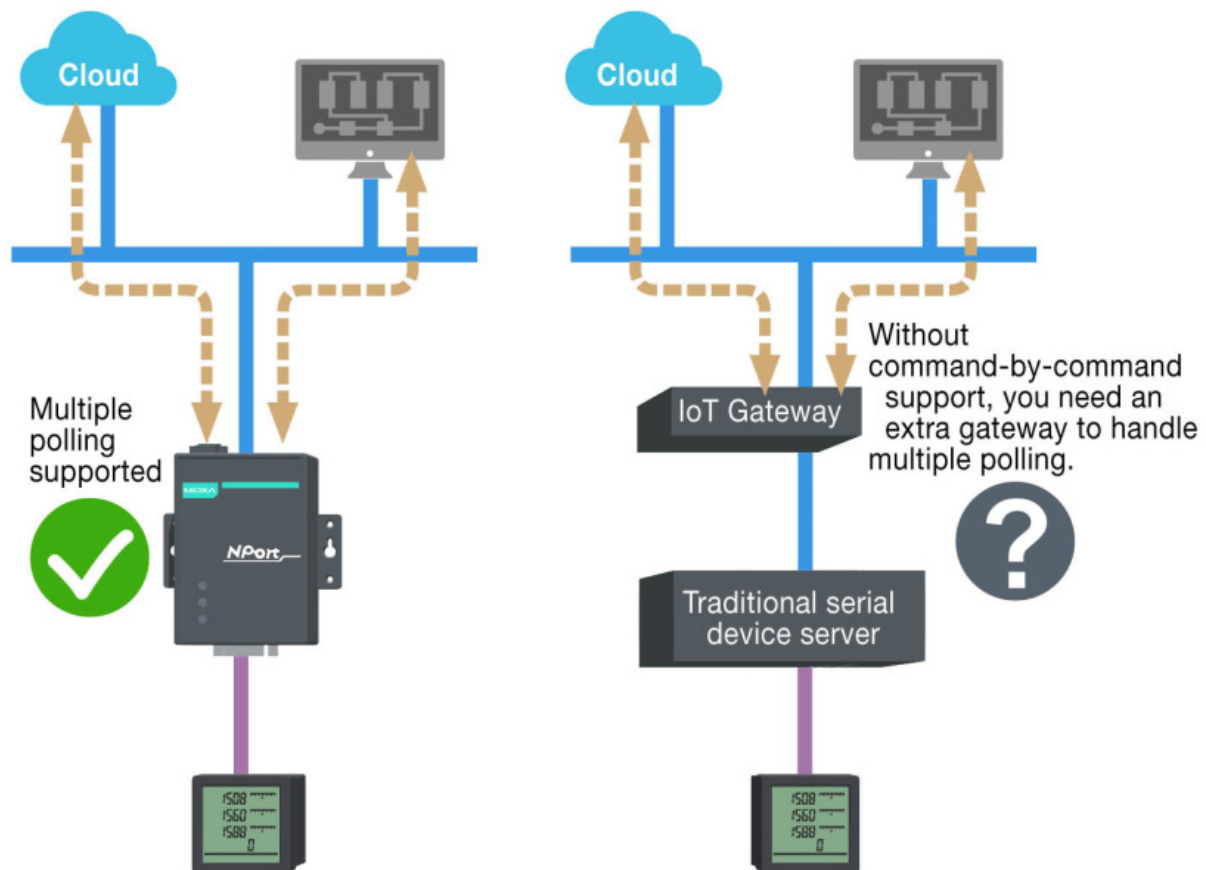 Cloud
Multiple
polling
supported
MOXA
NPort
1508
1560
1588
0
Cloud
Without
command-by-command
support, you need an
extra gateway to handle
multiple polling.
IoT Gateway
?
Traditional serial
device server
1508
1560
1588
0